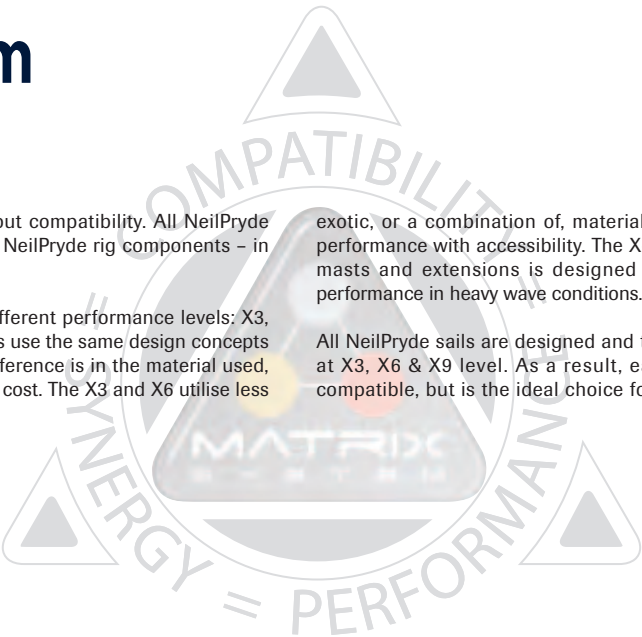 m
out compatibility. All NeilPryde
NeilPryde rig components – in
fferent performance levels: X3,
s use the same design concepts
fference is in the material used,
cost. The X3 and X6 utilise less
exotic, or a combination of, material
performance with accessibility. The X
masts and extensions is designed
performance in heavy wave conditions.
All NeilPryde sails are designed and f
at X3, X6 & X9 level. As a result, ea
compatible, but is the ideal choice fo
= COMPATIBILITY =
SYNERGY = PERFORMANCE
MATRIX
SYSTEM